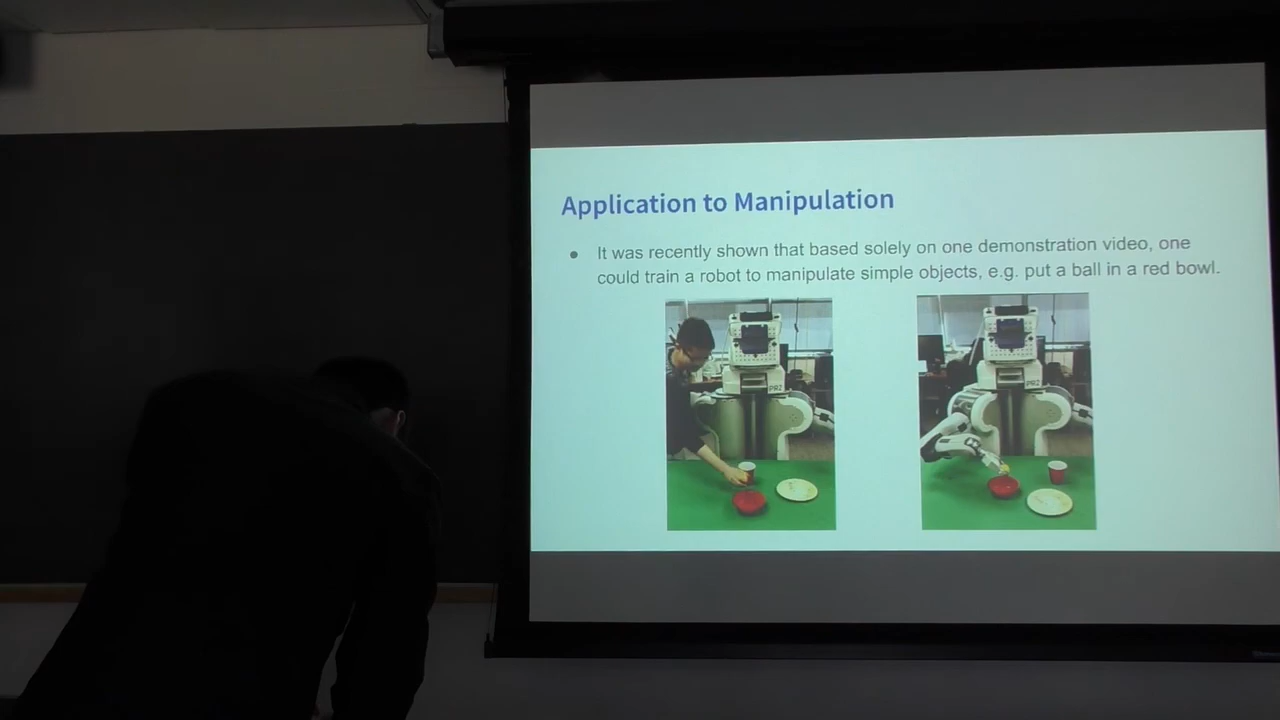 Application to Manipulation
● It was recently shown that based solely on one demonstration video, one
could train a robot to manipulate simple objects, e.g. put a ball in a red bowl.
PR2
PR2